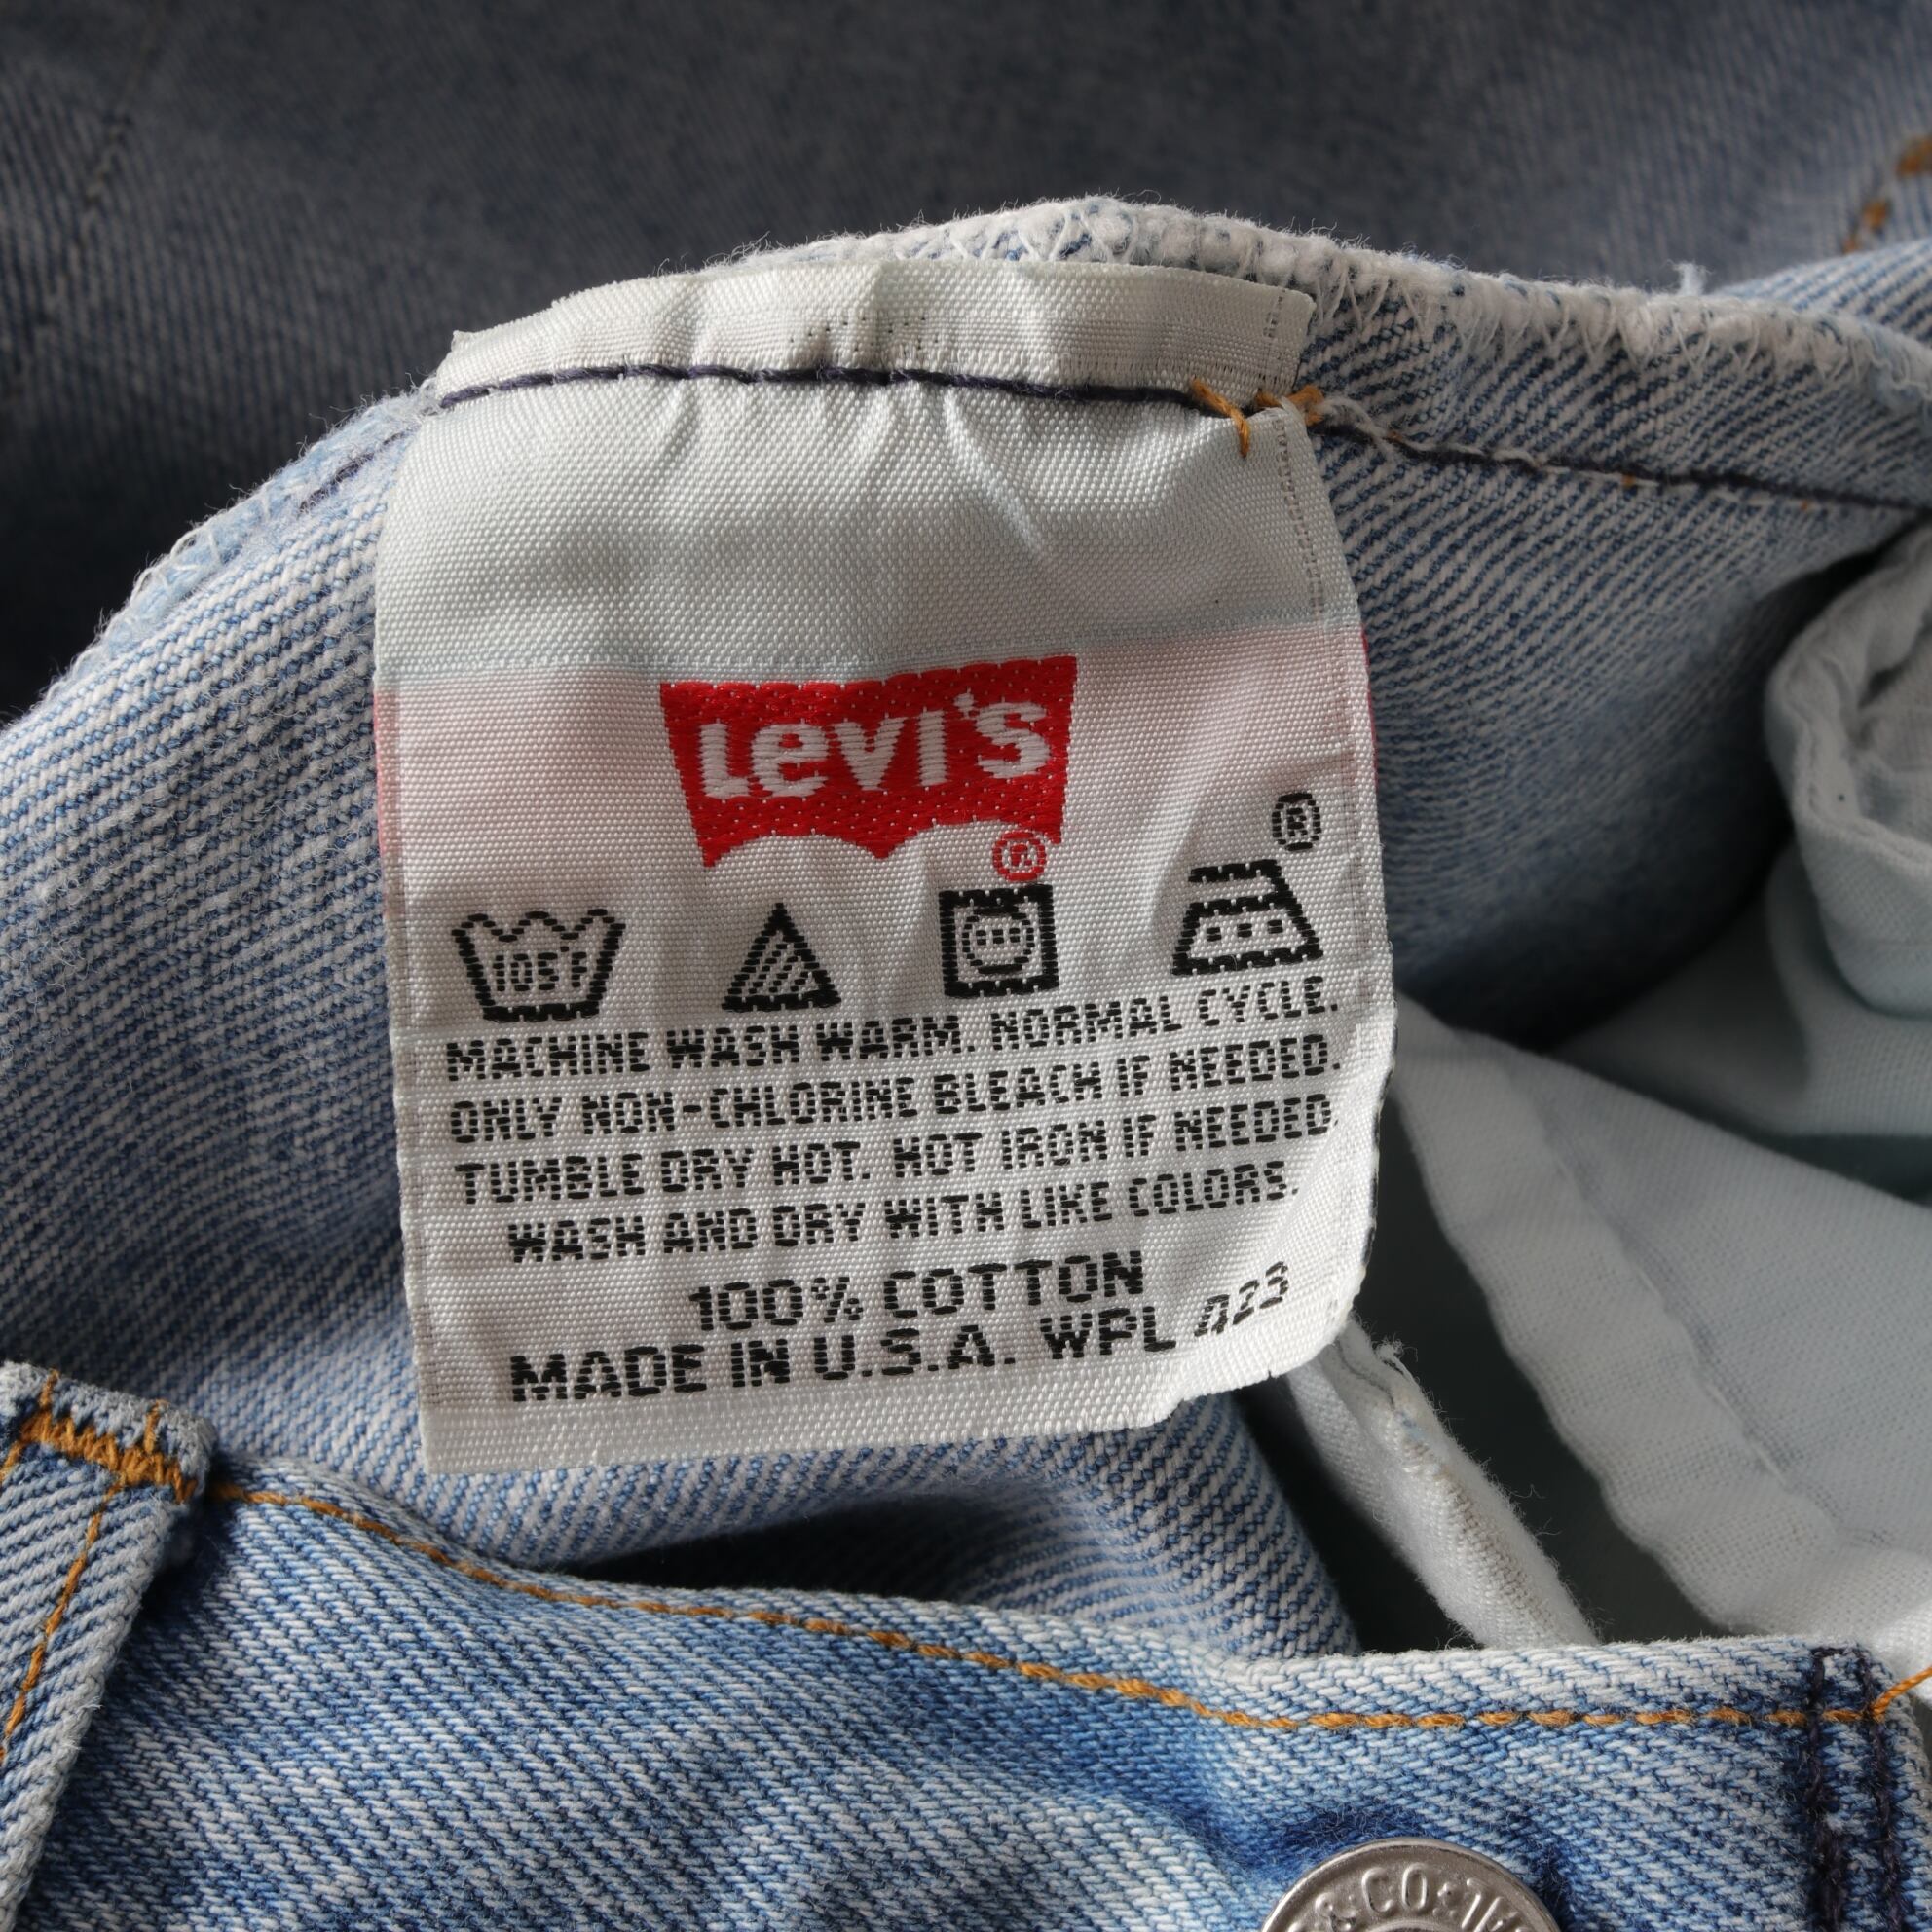 Levi's
®
®
105°F
MACHINE WASH WARM. NORMAL CYCLE.
ONLY NON-CHLORINE BLEACH IF NEEDED.
TUMBLE DRY HOT. HOT IRON IF NEEDED.
WASH AND DRY WITH LIKE COLORS.
100% COTTON
MADE IN U.S.A. WPL 423
& CO